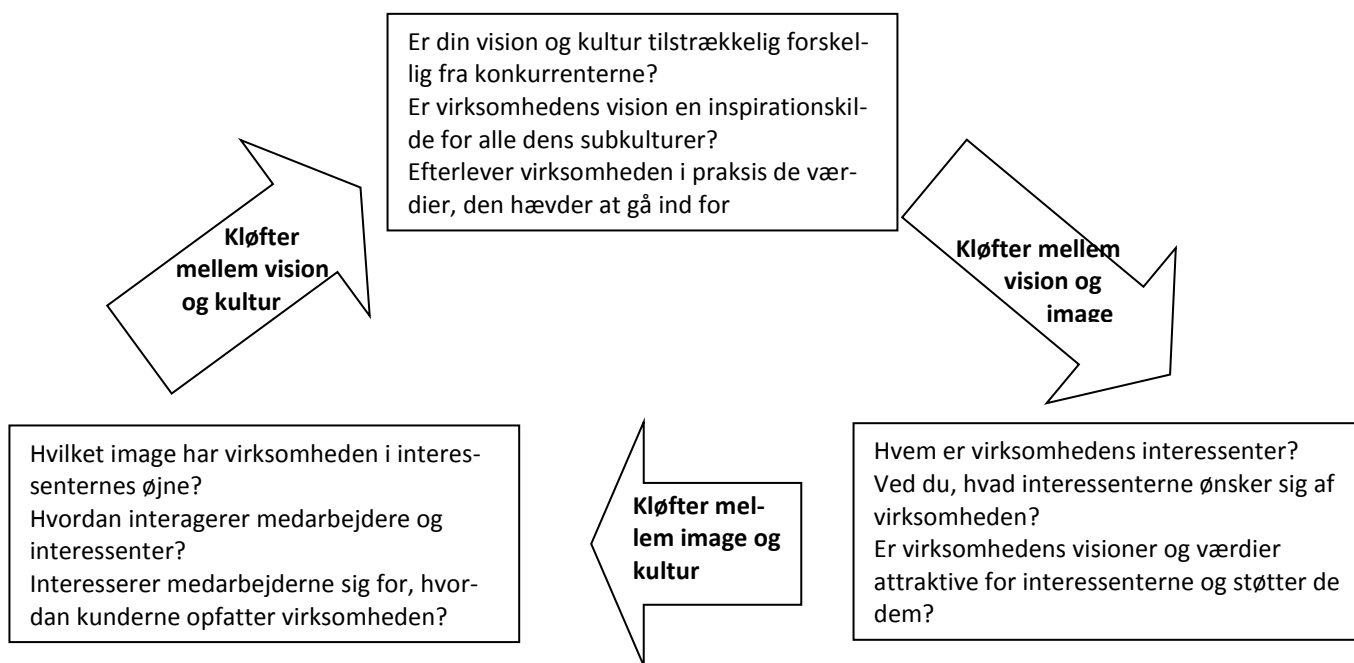 Er din vision og kultur tilstrækkelig forskel-
lig fra konkurrenterne?
Er virksomhedens vision en inspirationskil-
de for alle dens subkulturer?
Efterlever virksomheden i praksis de vær-
dier, den hævder at gå ind for
Kløfter
mellem vision
og kultur
Kløfter mellem
vision og
image
Hvilket image har virksomheden i interes-
senternes øjne?
Hvordan interagerer medarbejdere og
interessenter?
Interesserer medarbejderne sig for, hvor-
dan kunderne opfatter virksomheden?
Kløfter mel-
lem image og
kultur
Hvem er virksomhedens interessenter?
Ved du, hvad interessenterne ønsker sig af
virksomheden?
Er virksomhedens visioner og værdier
attraktive for interessenterne og støtter de
dem?